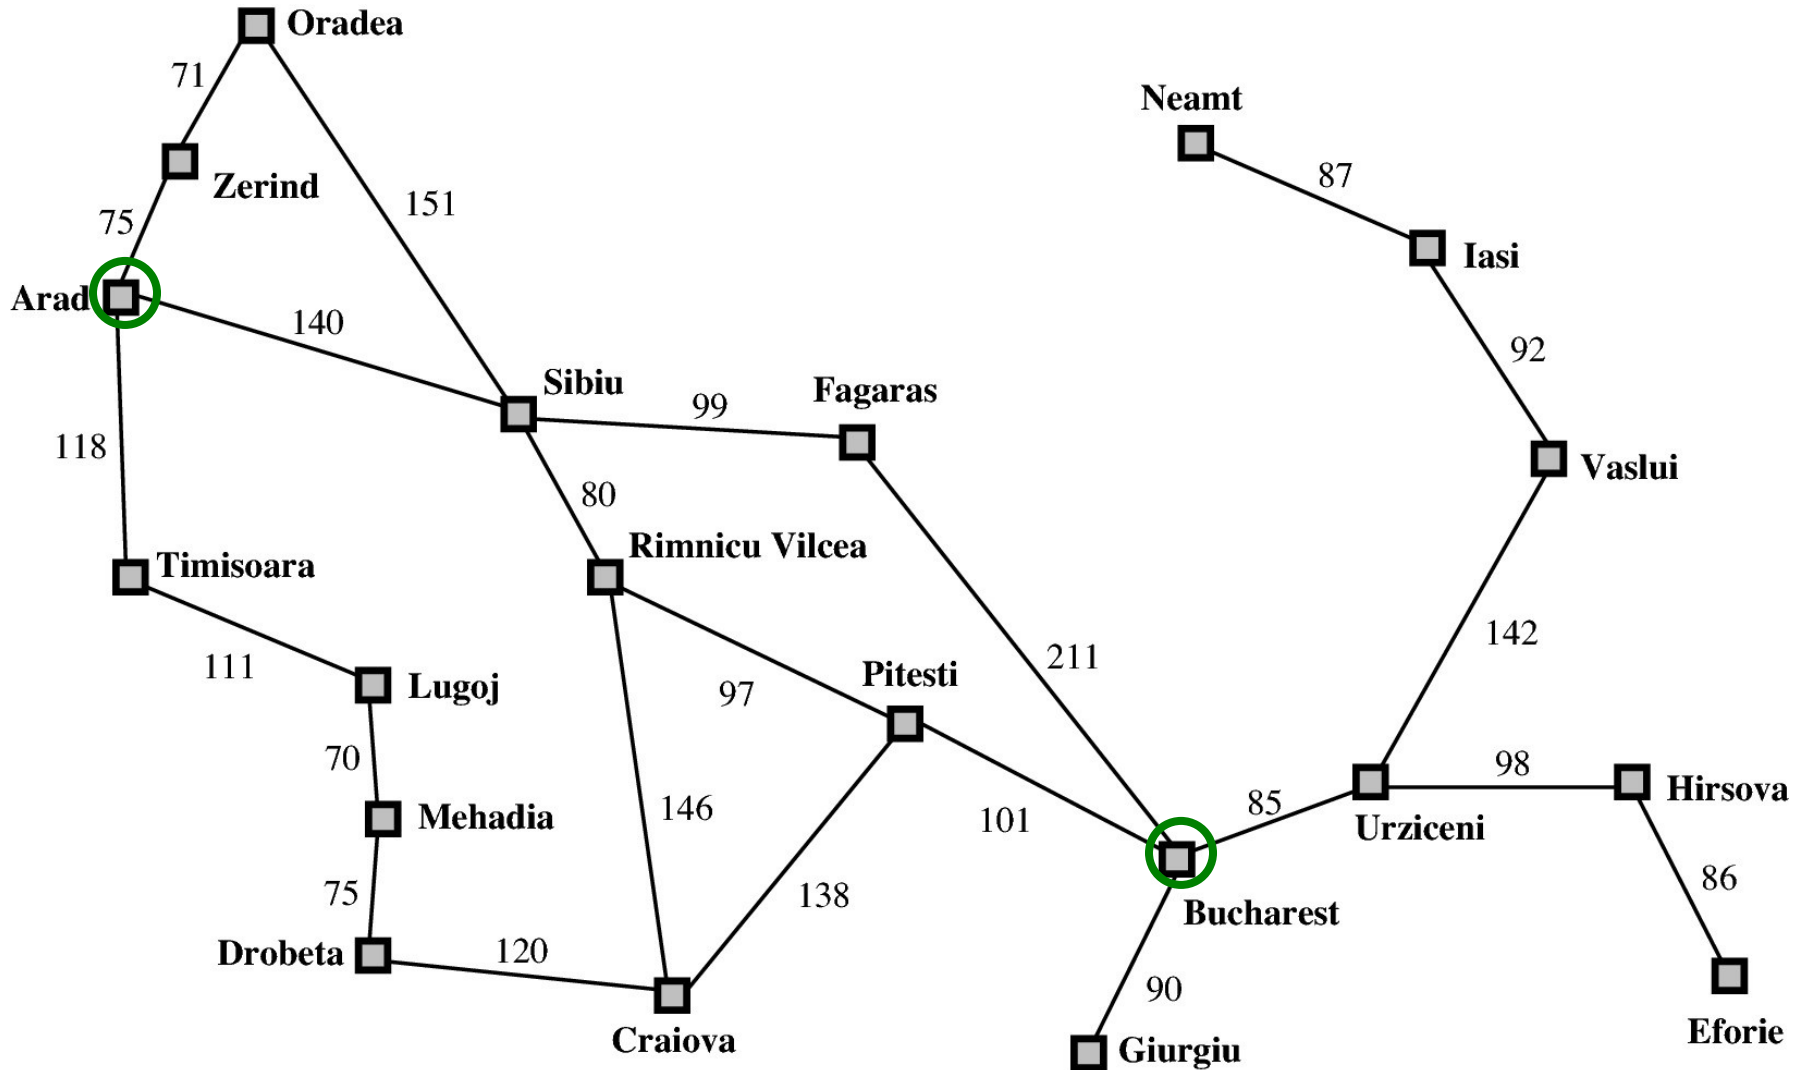 Oradea
71
Neamt
87
Zerind
151
75
Iasi
Arad
140
92
Sibiu
Fagaras
99
118
Vaslui
80
Rimnicu Vilcea
Timisoara
142
211
111
Lugoj
97
Pitesti
70
98
Hirsova
146
85
101
Mehadia
Urziceni
86
75
138
Bucharest
Drobeta
120
90
Craiova
Giurgiu
Eforie